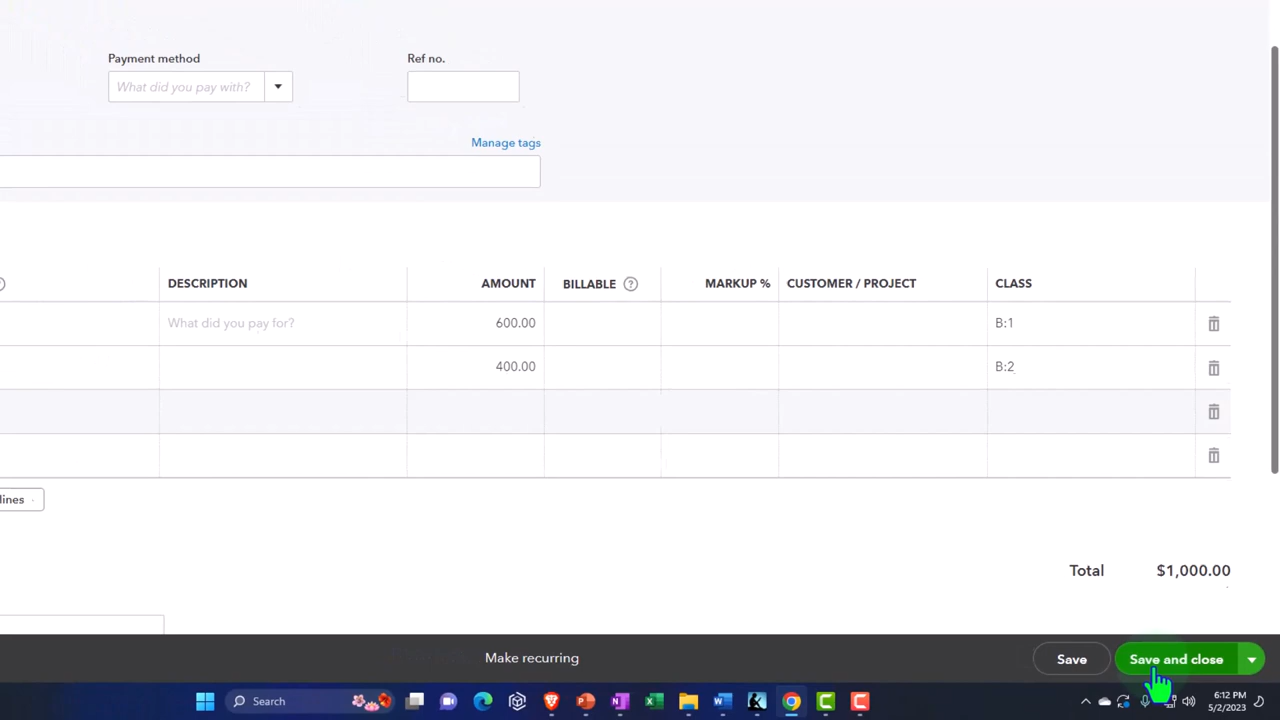 Payment method Ref no.
What did you pay with?
Manage tags
DESCRIPTION AMOUNT BILLABLE ? MARKUP % CUSTOMER / PROJECT CLASS
What did you pay for? 600.00 B:1
400.00 B:2
lines
Total $1,000.00
Make recurring Save Save and close
Search 6:12 PM
5/2/2023